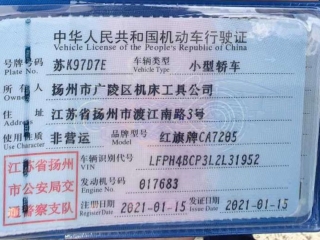 中华人民共和国机动车行驶证
Vehicle License of the People's Republic of China
号牌号码 苏K97D7E 车辆类型 小型轿车
Plate No. Vehicle Type
所有人 扬州市广陵区机床工具公司
Owner
住址 江苏省扬州市渡江南路3号
Address
使用性质 非营运 品牌型号 红旗牌CA7205
Use Character Model
江苏省扬州
市公安局交
通警察支队
车辆识别代号 LFPH4BCP3L2L31952
VIN
发动机号码 017683
Engine No.
注册日期 2021-01-15 发证日期 2021-01-15
Register Date Issue Date